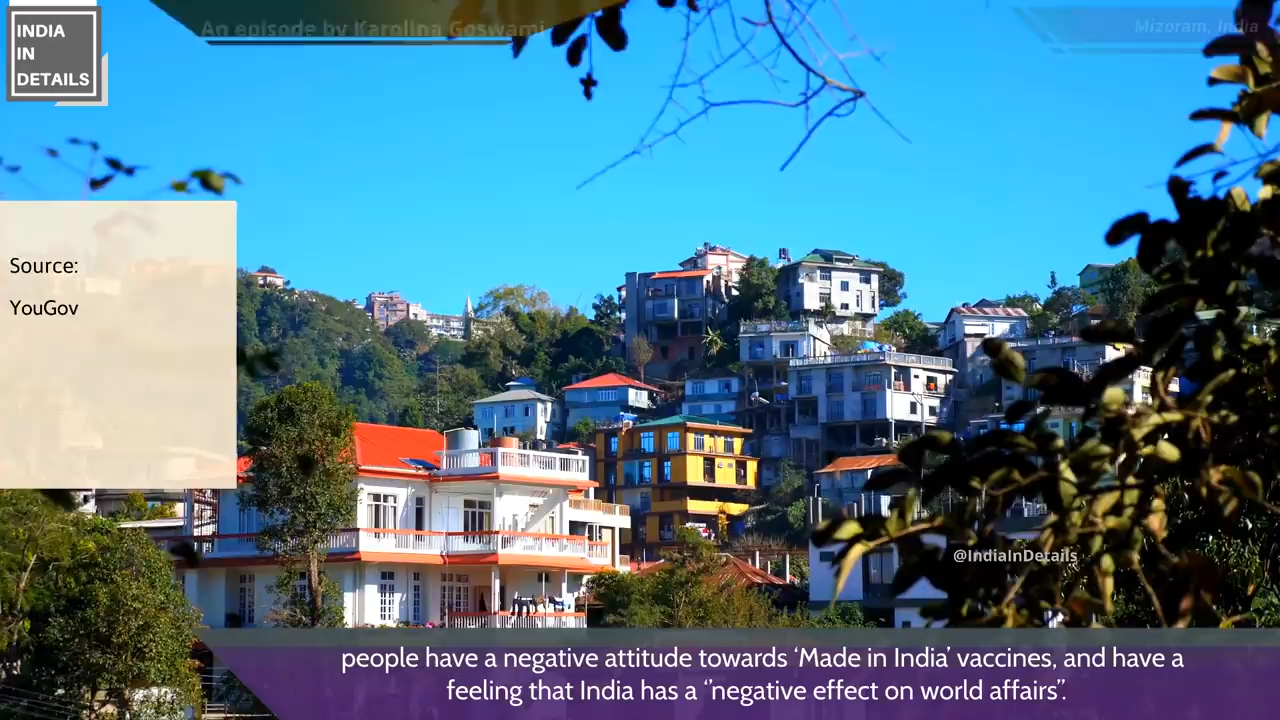 INDIA
IN
DETAILS
An episode by Karolina Goswami
Mizoram, India
Source:
YouGov
@IndiaInDetails
people have a negative attitude towards ‘Made in India’ vaccines, and have a
feeling that India has a “negative effect on world affairs”.